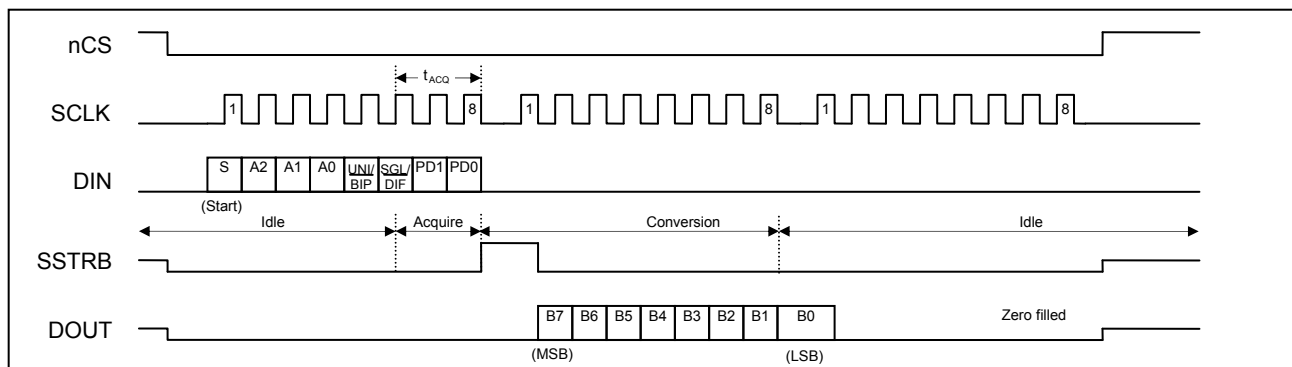 nCS
tACQ
SCLK
1 8 1 8 1 8
DIN
S A2 A1 A0 UNI/BIP SGL/DIF PD1 PD0
(Start)
Idle Acquire Conversion Idle
SSTRB
DOUT
B7 B6 B5 B4 B3 B2 B1 B0 Zero filled
(MSB) (LSB)